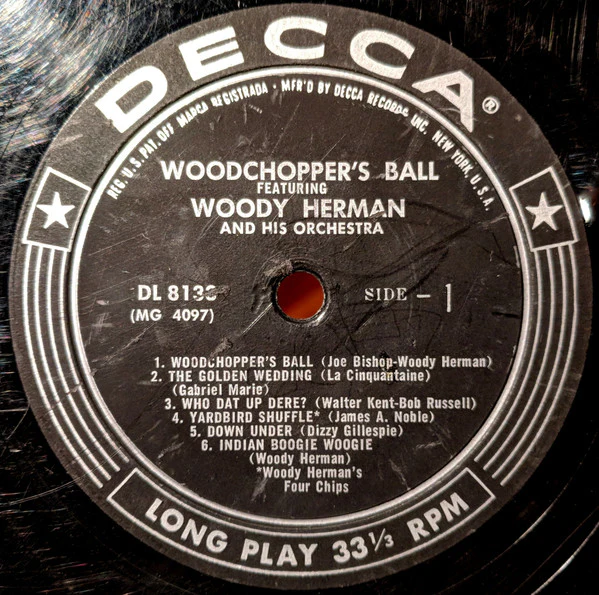 DECCA®
REG. U.S. PAT. OFF. MARCA REGISTRADA • MF'R'D BY DECCA RECORDS INC. NEW YORK, U.S.A.
WOODCHOPPER'S BALL
FEATURING
WOODY HERMAN
AND HIS ORCHESTRA
DL 8133 SIDE - 1
(MG 4097)
1. WOODCHOPPER'S BALL (Joe Bishop-Woody Herman)
2. THE GOLDEN WEDDING (La Cinquantaine)
(Gabriel Marie)
3. WHO DAT UP DERE? (Walter Kent-Bob Russell)
4. YARDBIRD SHUFFLE* (James A. Noble)
5. DOWN UNDER (Dizzy Gillespie)
6. INDIAN BOOGIE WOOGIE
(Woody Herman)
*Woody Herman's
Four Chips
LONG PLAY 33⅓ RPM